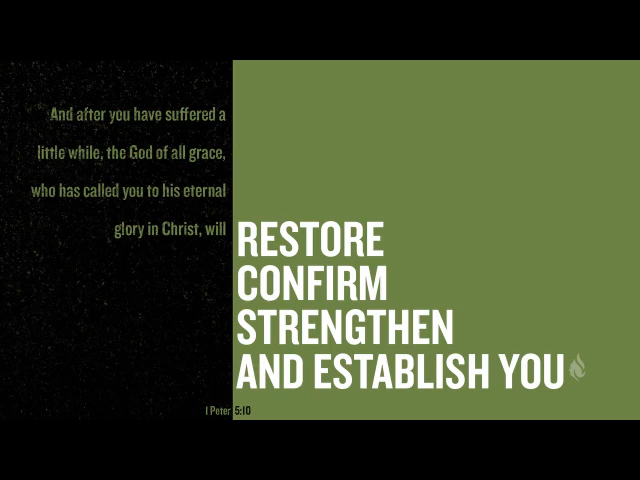 And after you have suffered a
little while, the God of all grace,
who has called you to his eternal
glory in Christ, will
RESTORE
CONFIRM
STRENGTHEN
AND ESTABLISH YOU
1 Peter 5:10